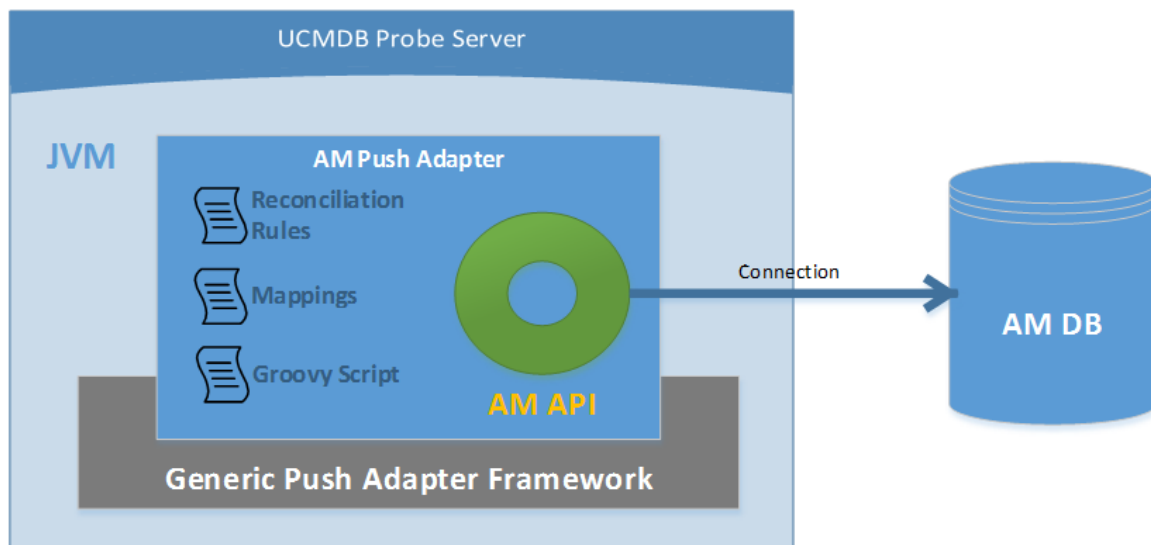 UCMDB Probe Server
JVM
AM Push Adapter
Reconciliation
Rules
Mappings
Groovy Script
AM API
Generic Push Adapter Framework
Connection
AM DB